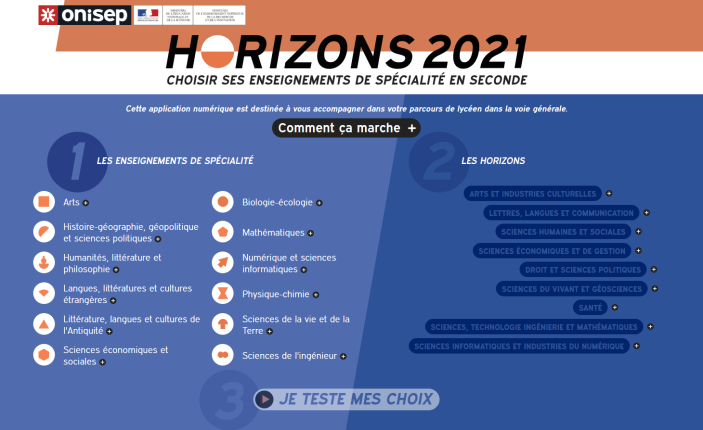 onisep
HORIZONS 2021
CHOISIR SES ENSEIGNEMENTS DE SPÉCIALITÉ EN SECONDE
Cette application numérique est destinée à vous accompagner dans votre parcours de lycéen dans la voie générale.
Comment ça marche +
1 LES ENSEIGNEMENTS DE SPÉCIALITÉ
Arts +
Histoire-géographie, géopolitique
et sciences politiques +
Humanités, littérature et
philosophie +
Langues, littératures et cultures
étrangères +
Littérature, langues et cultures de
l'Antiquité +
Sciences économiques et
sociales +
Biologie-écologie +
Mathématiques +
Numérique et sciences
informatiques +
Physique-chimie +
Sciences de la vie et de la
Terre +
Sciences de l'ingénieur +
2 LES HORIZONS
ARTS ET INDUSTRIES CULTURELLES +
LETTRES, LANGUES ET COMMUNICATION +
SCIENCES HUMAINES ET SOCIALES +
SCIENCES ÉCONOMIQUES ET DE GESTION +
DROIT ET SCIENCES POLITIQUES +
SCIENCES DU VIVANT ET GÉOSCIENCES +
SANTÉ +
SCIENCES, TECHNOLOGIE INGÉNIERIE ET MATHÉMATIQUES +
SCIENCES INFORMATIQUES ET INDUSTRIES DU NUMÉRIQUE +
3 JE TESTE MES CHOIX